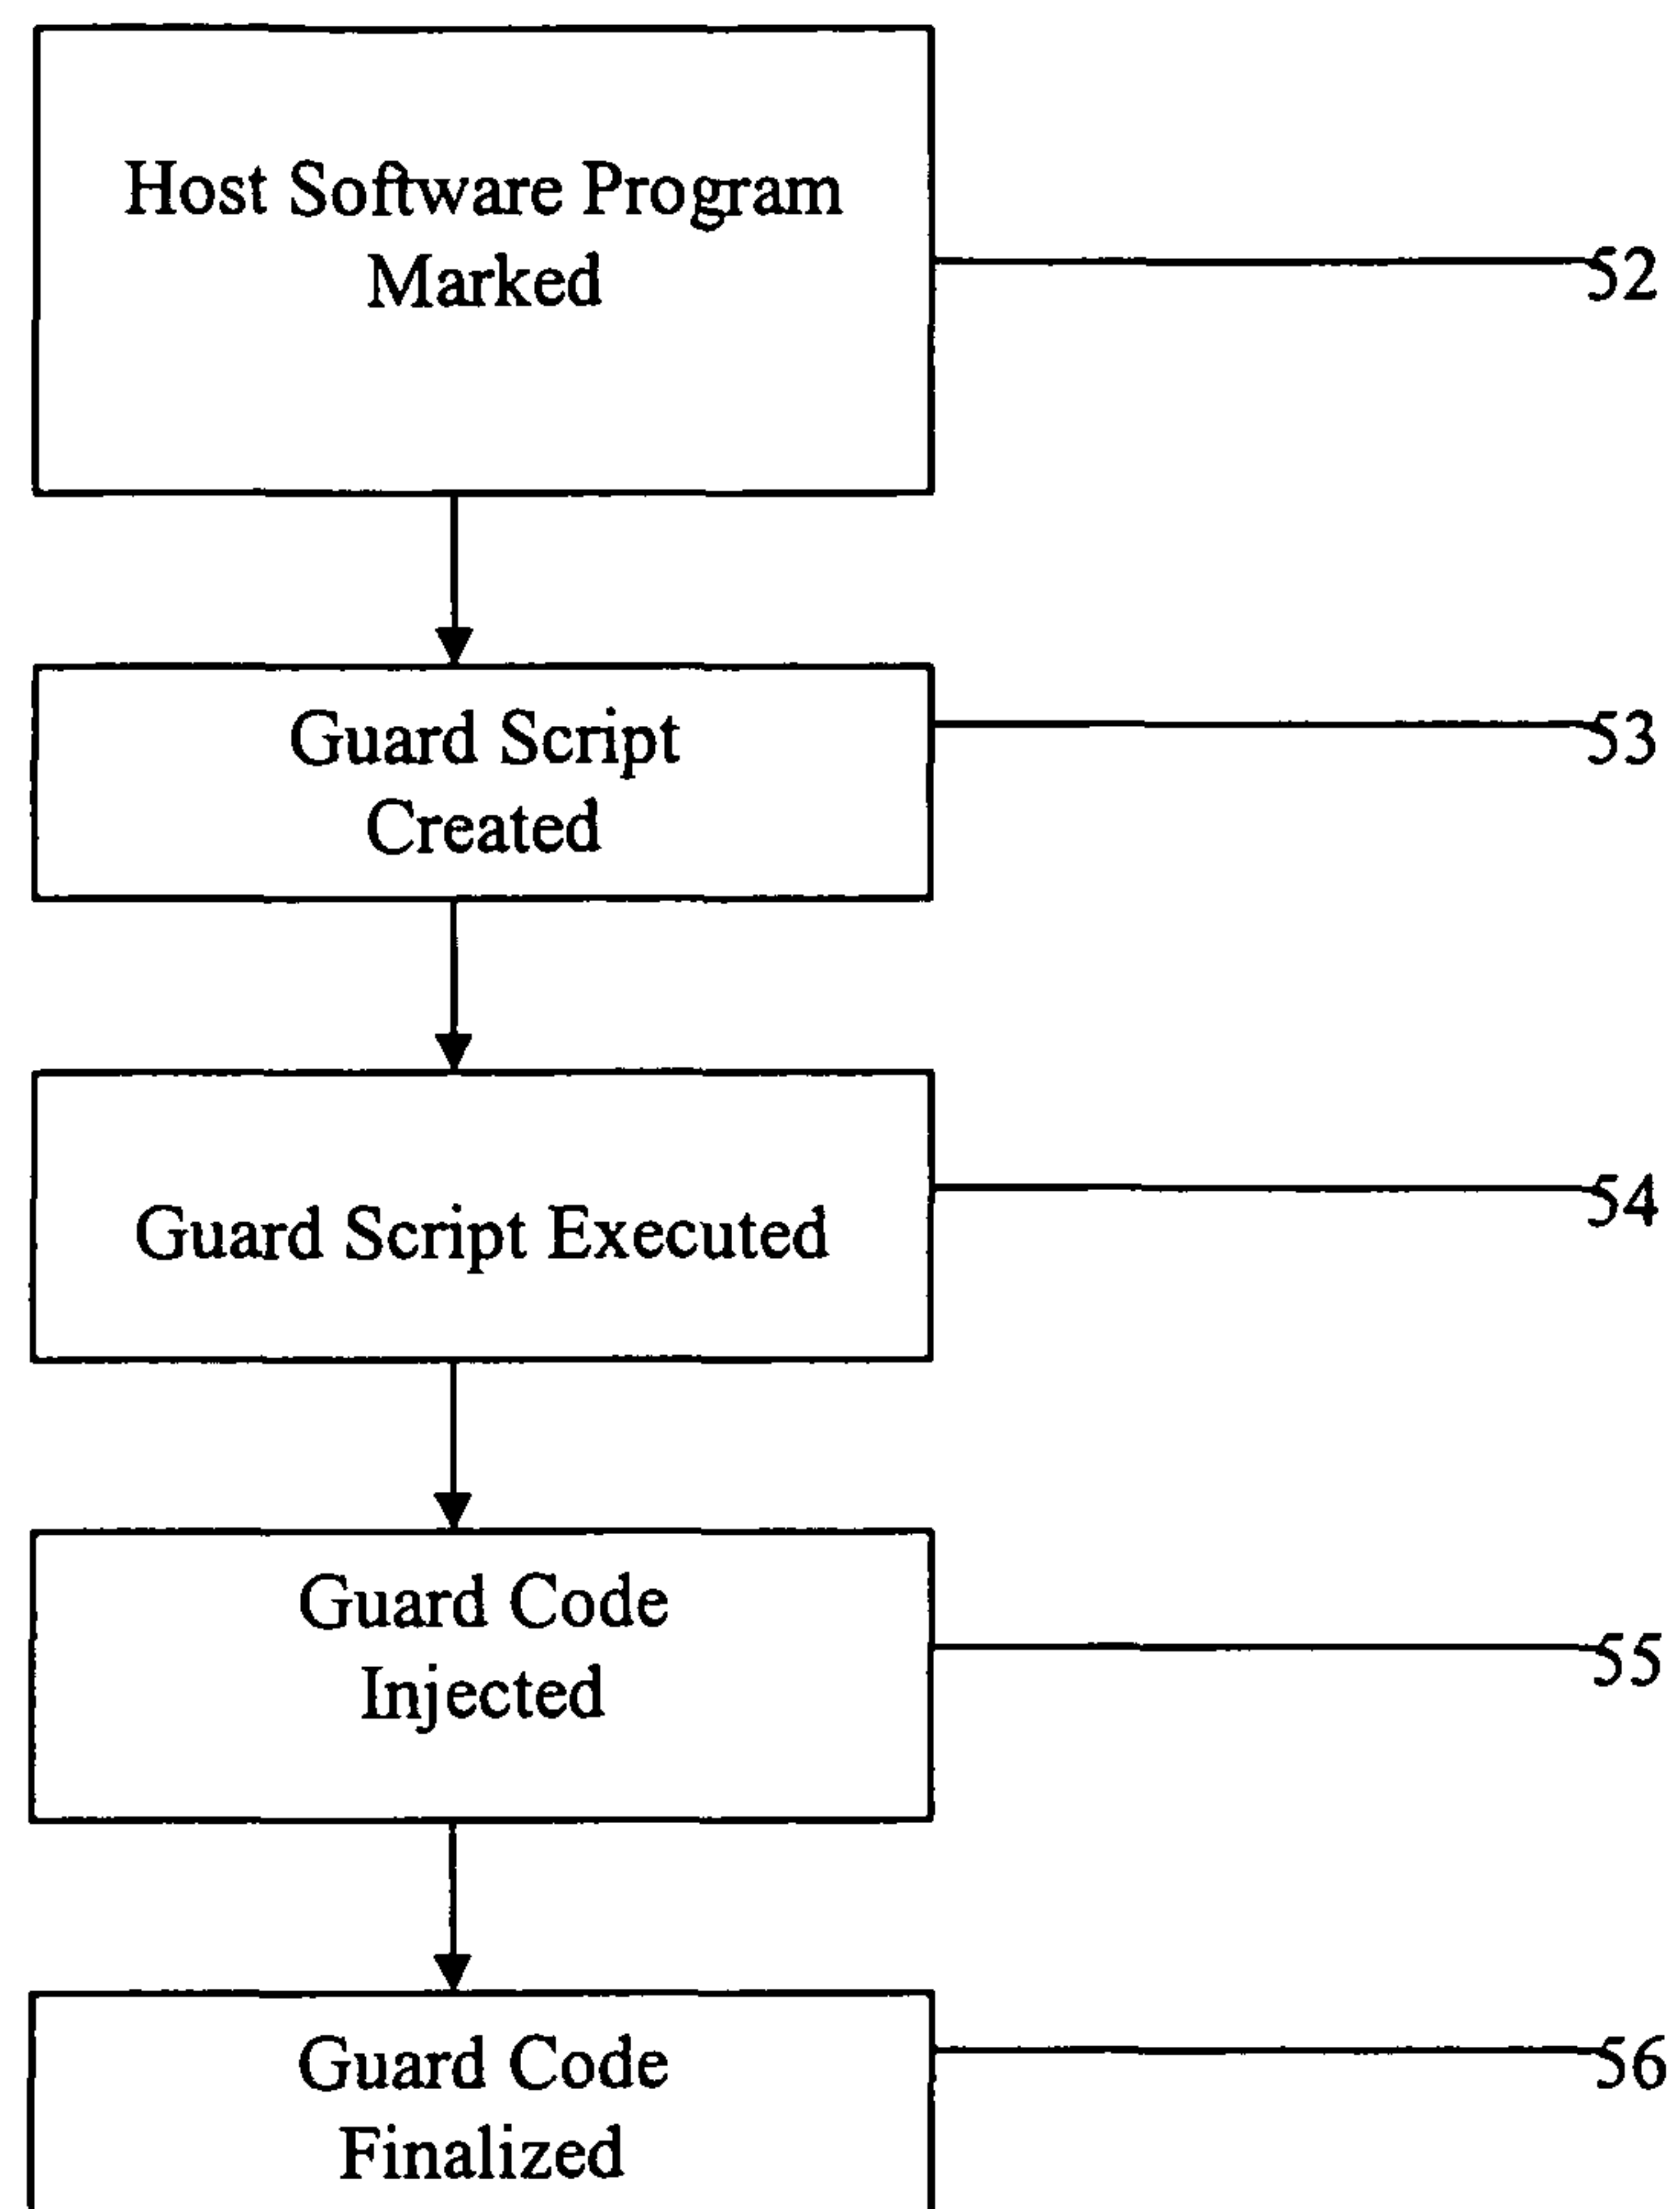 Host Software Program
Marked
52
Guard Script
Created
53
Guard Script Executed
54
Guard Code
Injected
55
Guard Code
Finalized
56